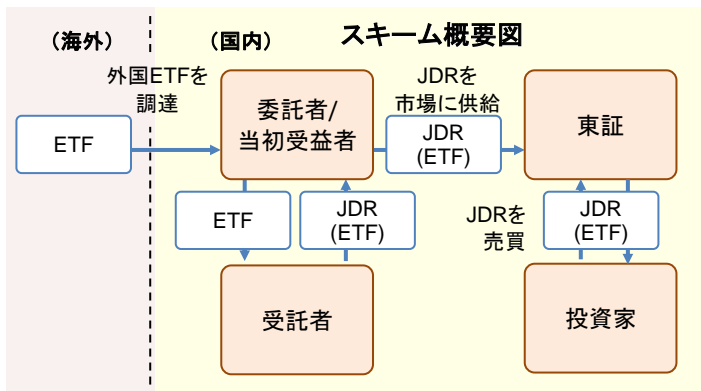 （海外）
（国内）
スキーム概要図
外国ETFを
調達
JDRを
市場に供給
ETF
委託者/
当初受益者
JDR
(ETF)
東証
ETF
JDR
(ETF)
JDRを
売買
JDR
(ETF)
受託者
投資家